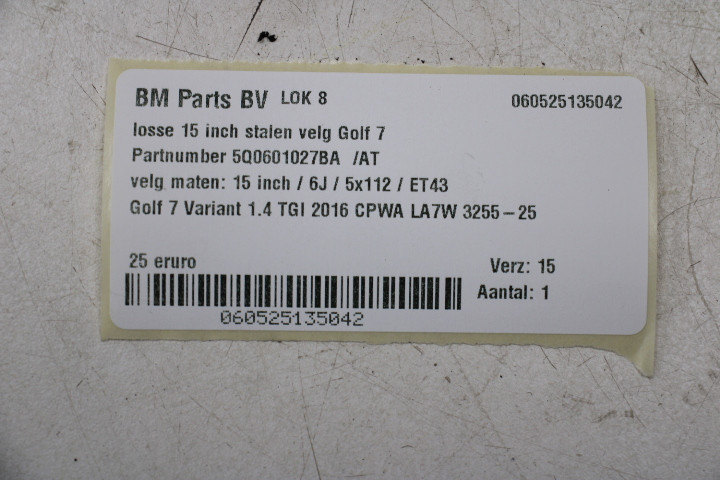 BM Parts BV LOK 8 060525135042
losse 15 inch stalen velg Golf 7
Partnumber 5Q0601027BA /AT
velg maten: 15 inch / 6J / 5x112 / ET43
Golf 7 Variant 1.4 TGI 2016 CPWA LA7W 3255-25
25 eruro Verz: 15
Aantal: 1
060525135042